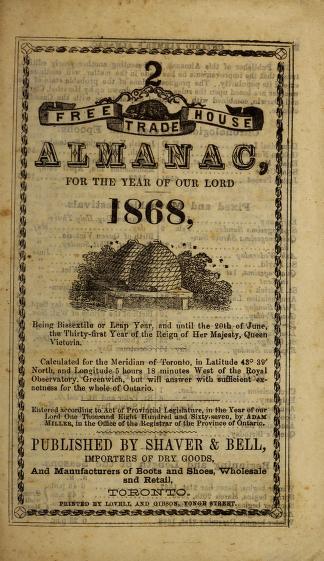 2
FREE TRADE HOUSE
ALMANAC,
FOR THE YEAR OF OUR LORD
1868,
Being Bissextile or Leap Year, and until the 20th of June,
the Thirty-first Year of the Reign of Her Majesty, Queen
Victoria.
Calculated for the Meridian of Toronto, in Latitude 43° 39'
North, and Longitude 5 hours 18 minutes West of the Royal
Observatory, Greenwich, but will answer with sufficient ex-
actness for the whole of Ontario.
Entered according to Act of Provincial Legislature, in the Year of our
Lord One Thousand Eight Hundred and Sixty-seven, by ADAM
MILLER, in the Office of the Registrar of the Province of Ontario.
PUBLISHED BY SHAVER & BELL,
IMPORTERS OF DRY GOODS,
And Manufacturers of Boots and Shoes, Wholesale
and Retail,
TORONTO.
PRINTED BY LOVELL AND GIBSON, YONGE STREET.